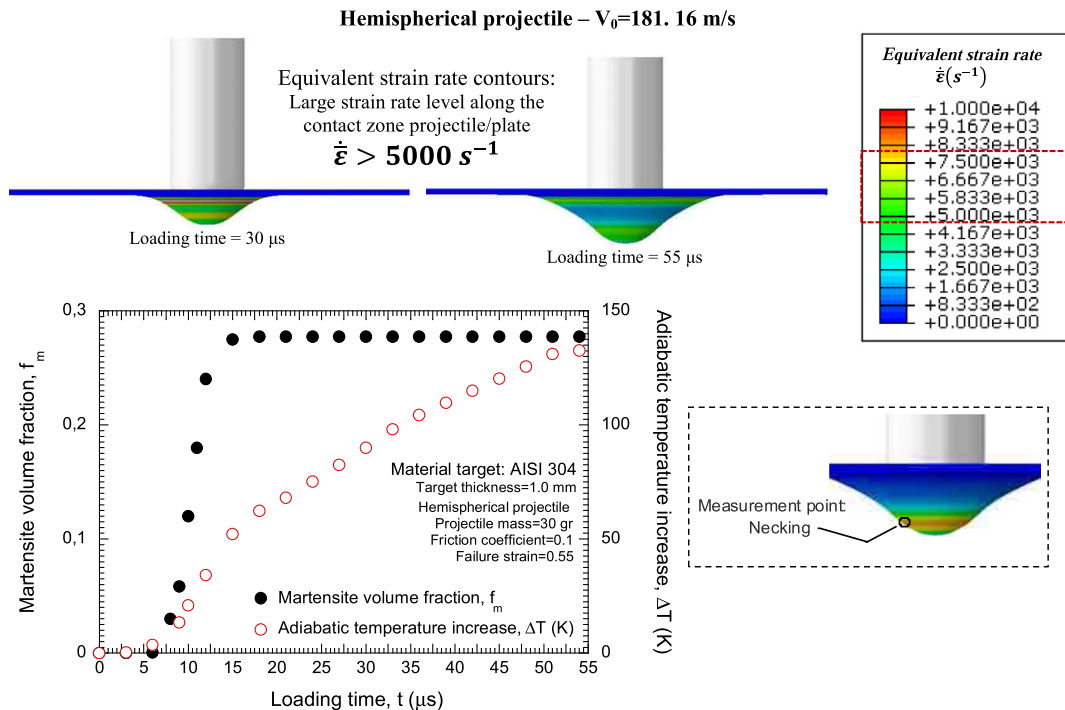 Hemispherical projectile – V₀=181. 16 m/s
Equivalent strain rate contours:
Large strain rate level along the
contact zone projectile/plate
ε̇ > 5000 s⁻¹
Loading time = 30 μs
Loading time = 55 μs
Equivalent strain rate
ε̇(s⁻¹)
+1.000e+04
+9.167e+03
+8.333e+03
+7.500e+03
+6.667e+03
+5.833e+03
+5.000e+03
+4.167e+03
+3.333e+03
+2.500e+03
+1.667e+03
+8.333e+02
+0.000e+00
Martensite volume fraction, fₘ
0,3
0,2
0,1
0
150
100
50
0
Adiabatic temperature increase, ΔT (K)
Material target: AISI 304
Target thickness=1.0 mm
Hemispherical projectile
Projectile mass=30 gr
Friction coefficient=0.1
Failure strain=0.55
Martensite volume fraction, fₘ
Adiabatic temperature increase, ΔT (K)
0 5 10 15 20 25 30 35 40 45 50 55
Loading time, t (μs)
Measurement point:
Necking